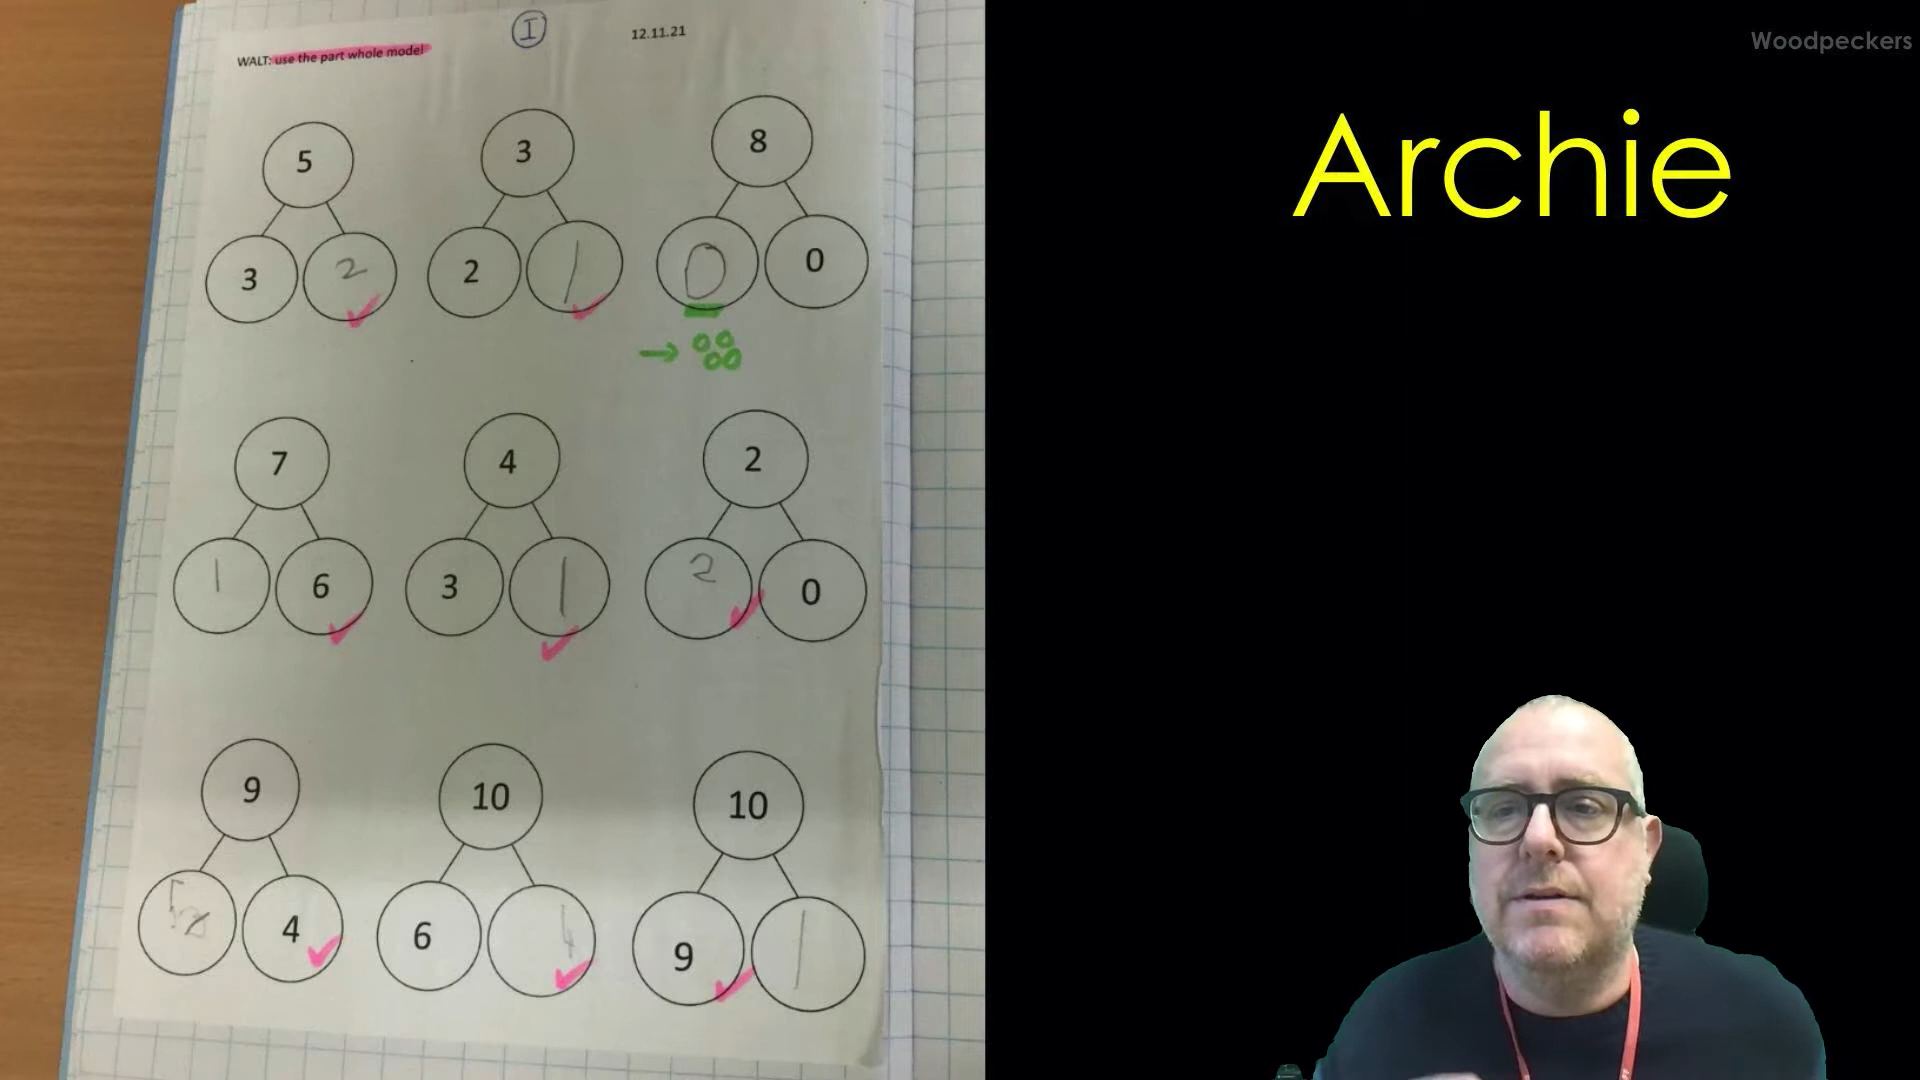 I
12.11.21
WALT: use the part whole model
Woodpeckers
Archie
5 3 8
3 2 2 1 0 0
7 4 2
1 6 3 1 2 0
9 10 10
5 4 6 4 9 1